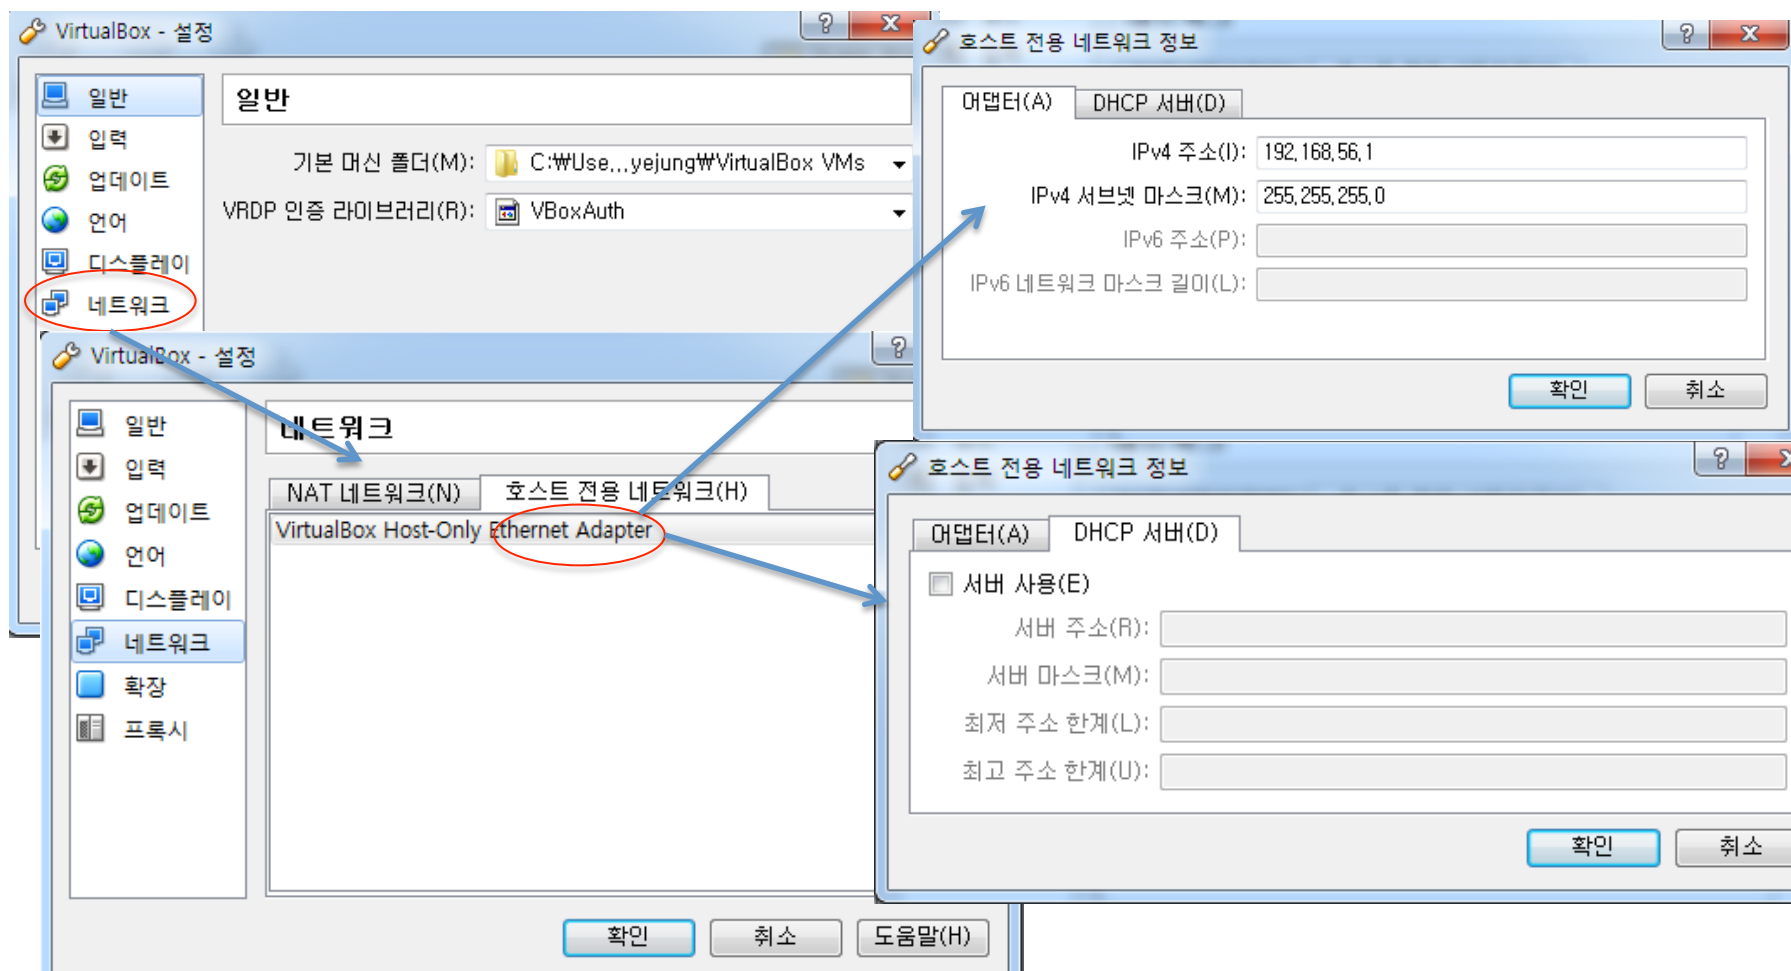 VirtualBox - 설정
일반
입력
업데이트
언어
디스플레이
네트워크
일반
기본 머신 폴더(M): C:₩Use...yejung₩VirtualBox VMs
VRDP 인증 라이브러리(R): VBoxAuth
호스트 전용 네트워크 정보
어댑터(A) DHCP 서버(D)
IPv4 주소(I): 192,168,56,1
IPv4 서브넷 마스크(M): 255,255,255,0
IPv6 주소(P):
IPv6 네트워크 마스크 길이(L):
확인 취소
VirtualBox - 설정
일반
입력
업데이트
언어
디스플레이
네트워크
확장
프록시
네트워크
NAT 네트워크(N) 호스트 전용 네트워크(H)
VirtualBox Host-Only Ethernet Adapter
확인 취소 도움말(H)
호스트 전용 네트워크 정보
어댑터(A) DHCP 서버(D)
서버 사용(E)
서버 주소(R):
서버 마스크(M):
최저 주소 한계(L):
최고 주소 한계(U):
확인 취소